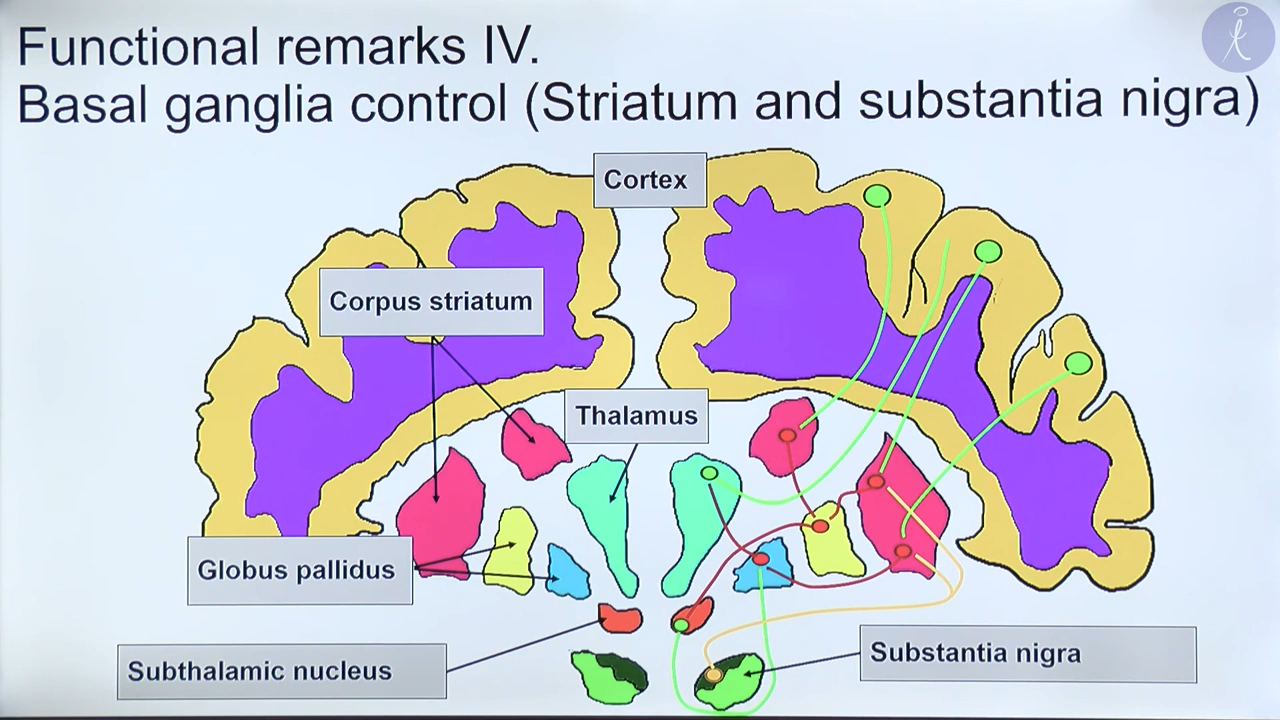 Functional remarks IV.
Basal ganglia control (Striatum and substantia nigra)
Cortex
Corpus striatum
Thalamus
Globus pallidus
Subthalamic nucleus
Substantia nigra